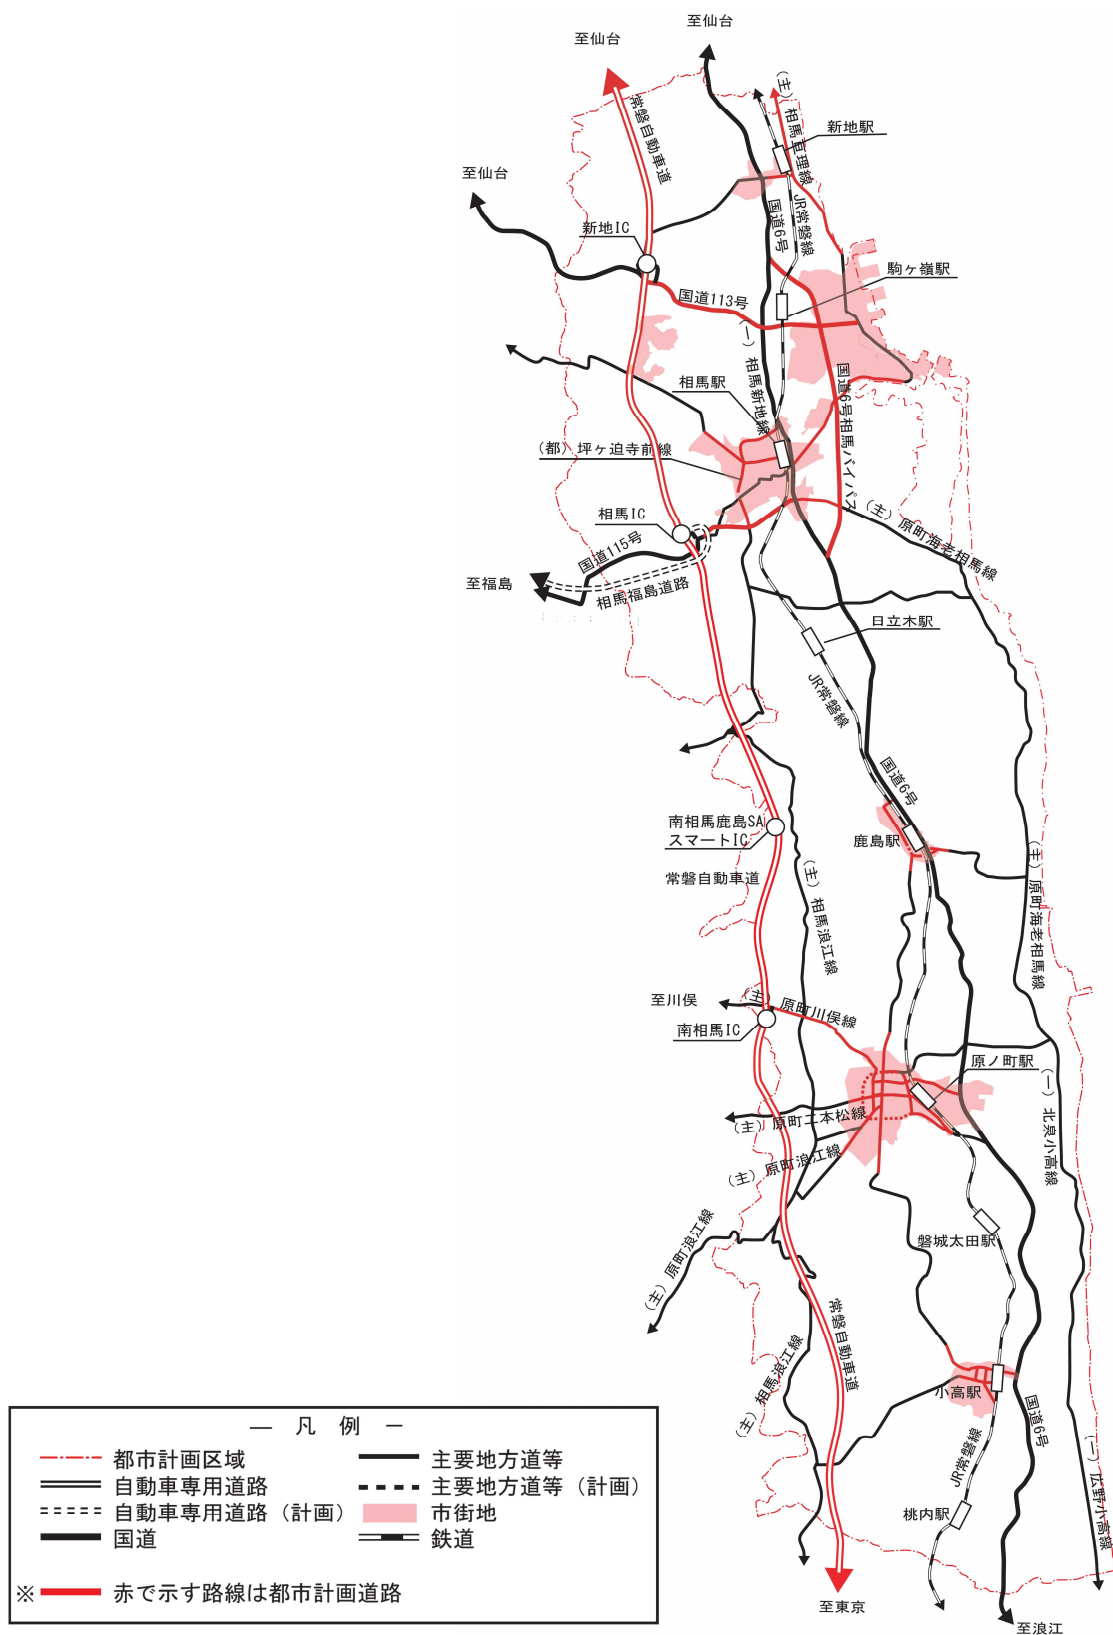 至仙台
至仙台
常磐自動車道
(主)相馬亘理線
新地駅
至仙台
JR常磐線
国道6号
新地IC
駒ヶ嶺駅
国道113号
(一)相馬新地線
相馬駅
国道6号相馬バイパス
(都)坪ヶ迫寺前線
相馬IC
(主)原町海老相馬線
国道115号
至福島
相馬福島道路
日立木駅
JR常磐線
国道6号
南相馬鹿島SA
スマートIC
鹿島駅
(主)原町海老相馬線
常磐自動車道
(主)相馬浪江線
至川俣
(主)原町川俣線
南相馬IC
原ノ町駅
(一)北泉小高線
(主)原町二本松線
(主)原町浪江線
(主)原町浪江線
磐城太田駅
常磐自動車道
(主)相馬浪江線
小高駅
国道6号
JR常磐線
(一)広野小高線
桃内駅
至東京
至浪江
― 凡 例 ―
都市計画区域
自動車専用道路
自動車専用道路(計画)
国道
主要地方道等
主要地方道等(計画)
市街地
鉄道
※ 赤で示す路線は都市計画道路